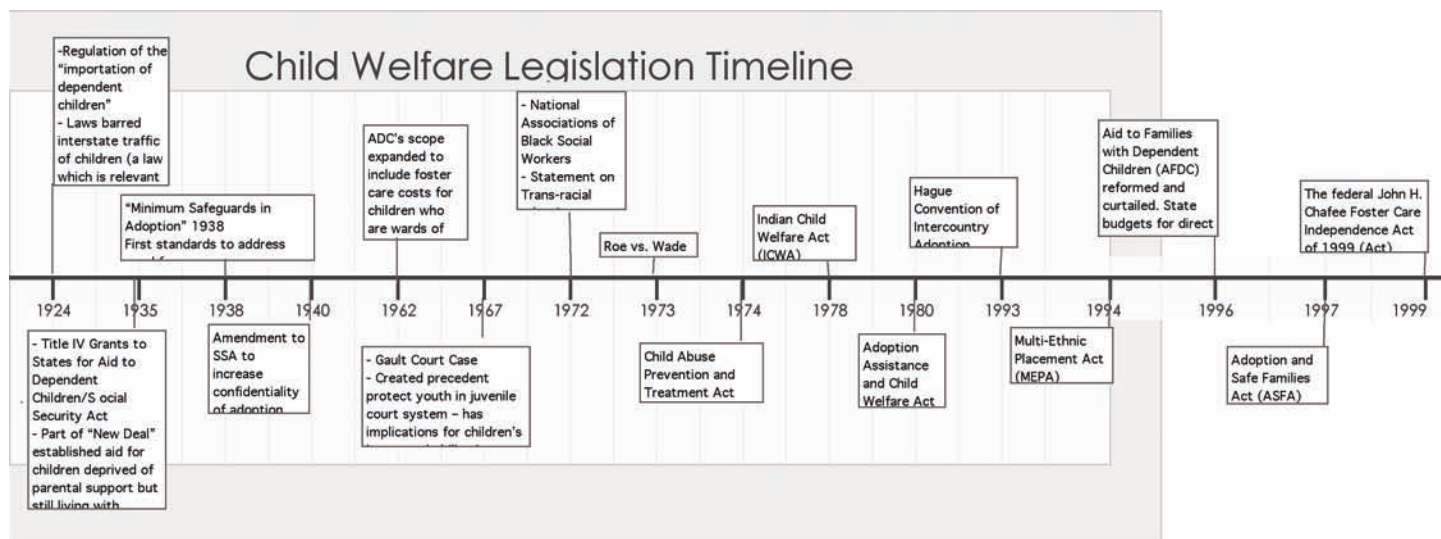 Child Welfare Legislation Timeline
-Regulation of the
"importation of
dependent
children"
- Laws barred
interstate traffic
of children (a law
which is relevant
"Minimum Safeguards in
Adoption" 1938
First standards to address
ADC's scope
expanded to
include foster
care costs for
children who
are wards of
- National
Associations of
Black Social
Workers
- Statement on
Trans-racial
Roe vs. Wade
Indian Child
Welfare Act
(ICWA)
Hague
Convention of
Intercountry
Adoption
Aid to Families
with Dependent
Children (AFDC)
reformed and
curtailed. State
budgets for direct
The federal John H.
Chafee Foster Care
Independence Act
of 1999 (Act)
1924 1935 1938 1940 1962 1967 1972 1973 1974 1978 1980 1993 1994 1996 1997 1999
- Title IV Grants to
States for Aid to
Dependent
Children/S ocial
Security Act
- Part of "New Deal"
established aid for
children deprived of
parental support but
still living with
Amendment to
SSA to
increase
confidentiality
of adoption
- Gault Court Case
- Created precedent
protect youth in juvenile
court system – has
implications for children's
Child Abuse
Prevention and
Treatment Act
Adoption
Assistance
and Child
Welfare Act
Multi-Ethnic
Placement Act
(MEPA)
Adoption and
Safe Families
Act (ASFA)